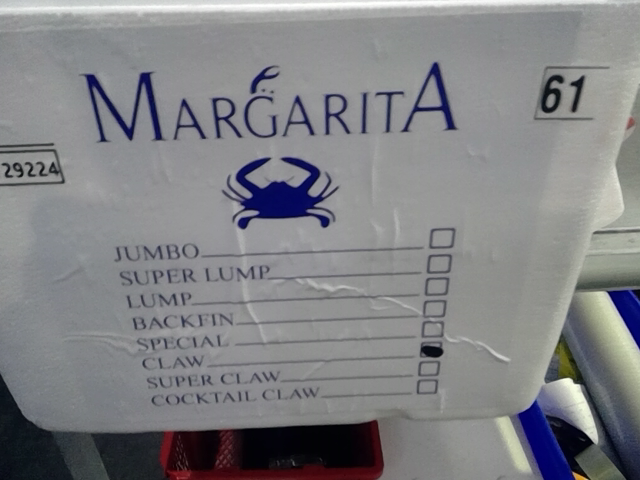 MARGARITA
61
29224
JUMBO
SUPER LUMP
LUMP
BACKFIN
SPECIAL
CLAW
SUPER CLAW
COCKTAIL CLAW